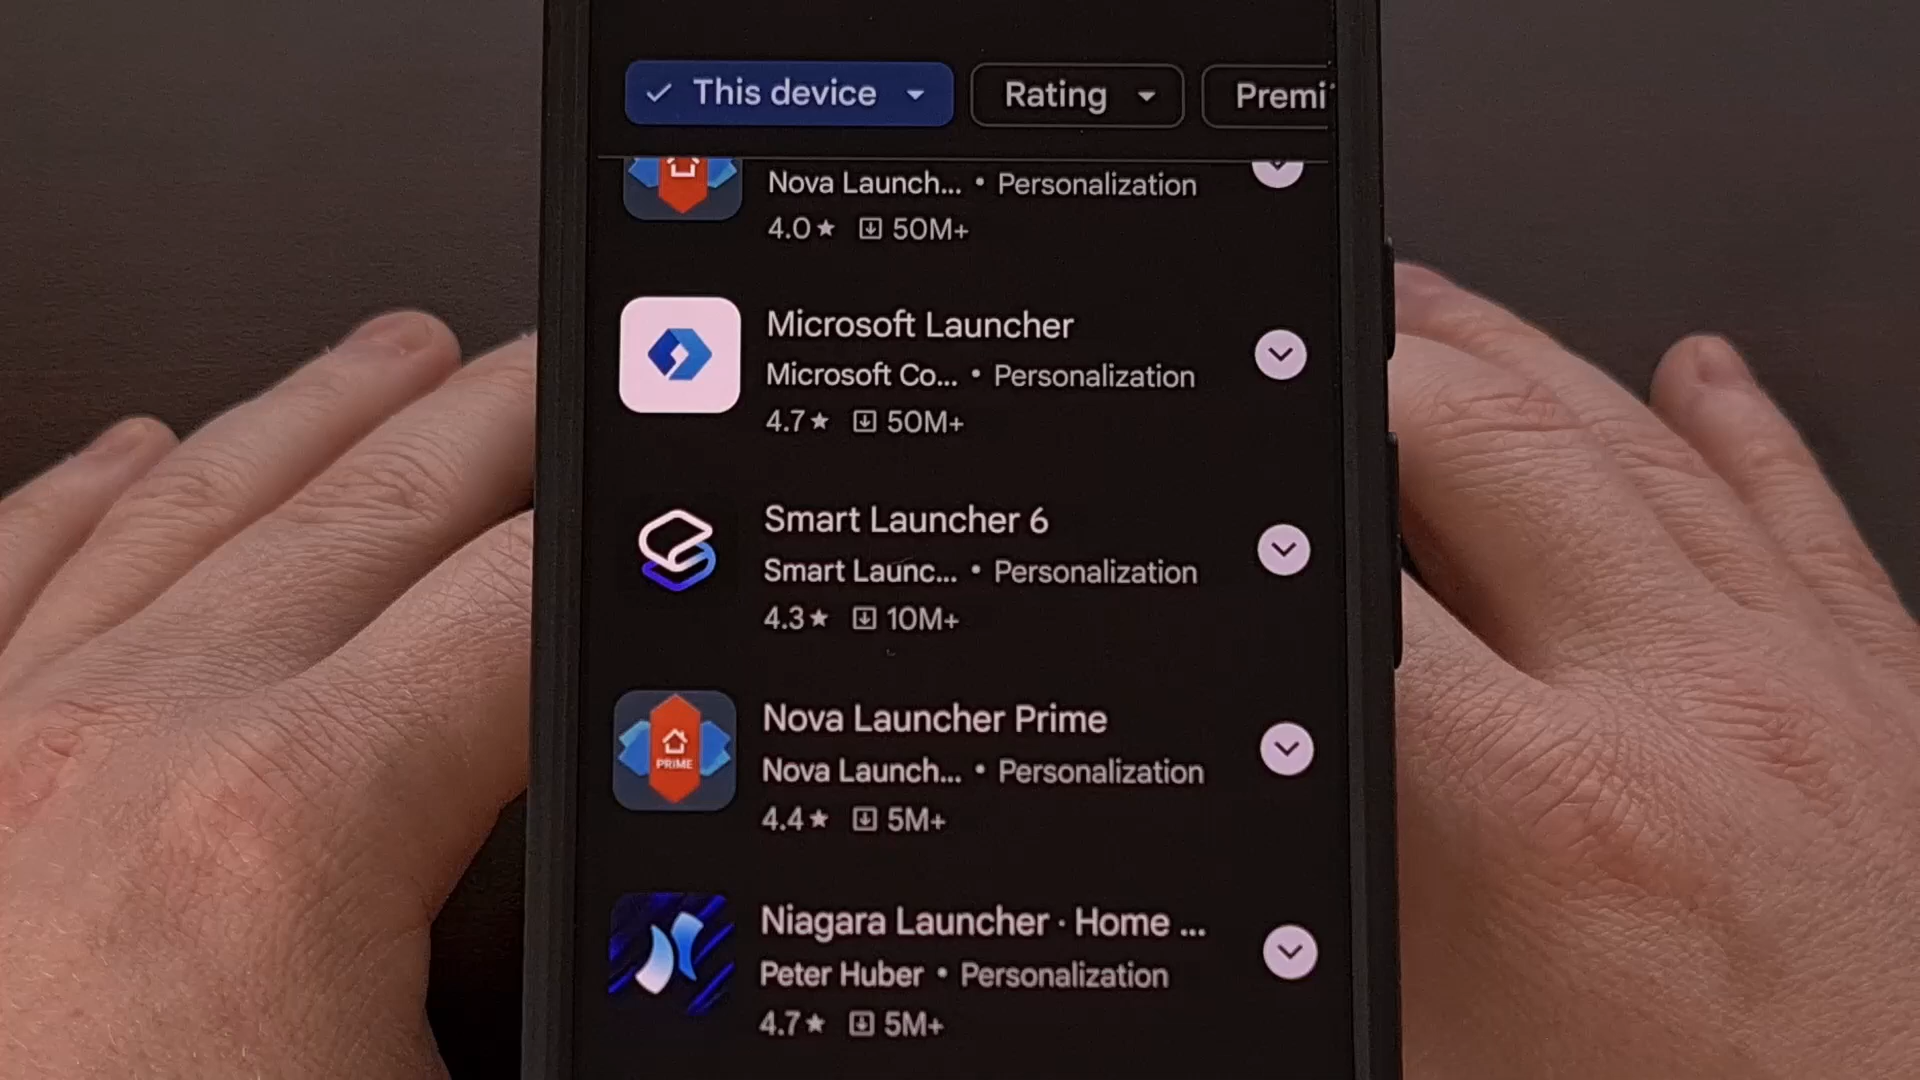 This device
Rating
Premi
Nova Launch... • Personalization
4.0★ 50M+
Microsoft Launcher
Microsoft Co... • Personalization
4.7★ 50M+
Smart Launcher 6
Smart Launc... • Personalization
4.3★ 10M+
Nova Launcher Prime
PRIME
Nova Launch... • Personalization
4.4★ 5M+
Niagara Launcher · Home ...
Peter Huber • Personalization
4.7★ 5M+